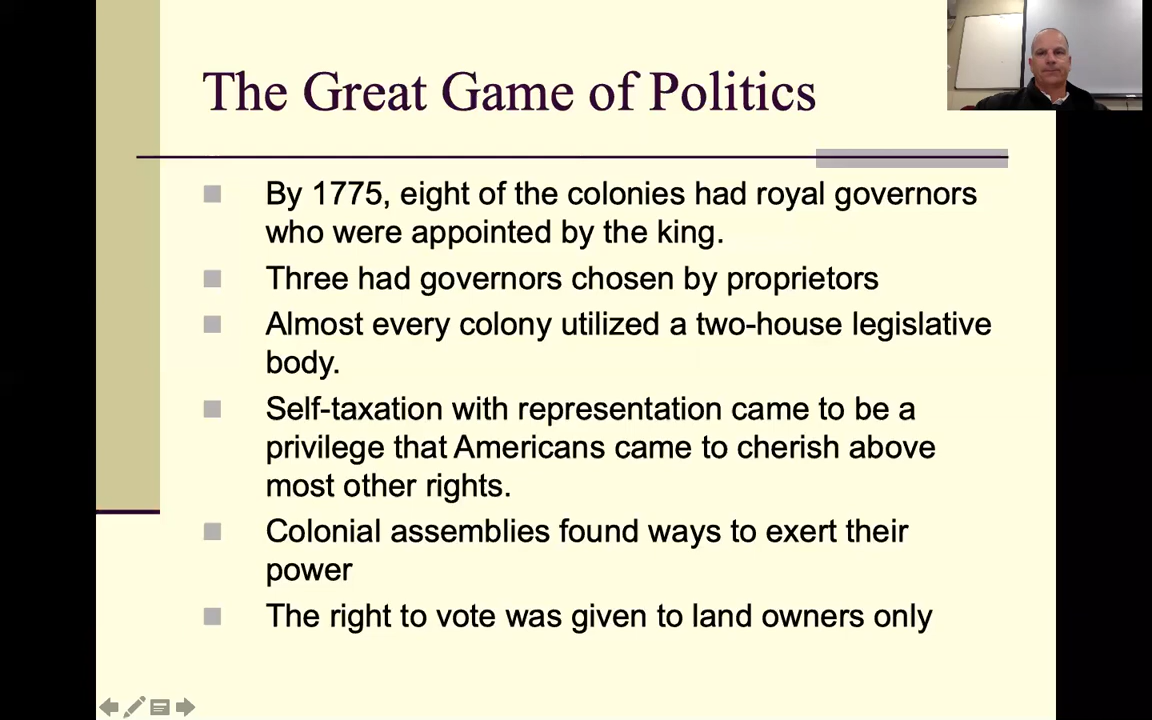 The Great Game of Politics
By 1775, eight of the colonies had royal governors
who were appointed by the king.
Three had governors chosen by proprietors
Almost every colony utilized a two-house legislative
body.
Self-taxation with representation came to be a
privilege that Americans came to cherish above
most other rights.
Colonial assemblies found ways to exert their
power
The right to vote was given to land owners only